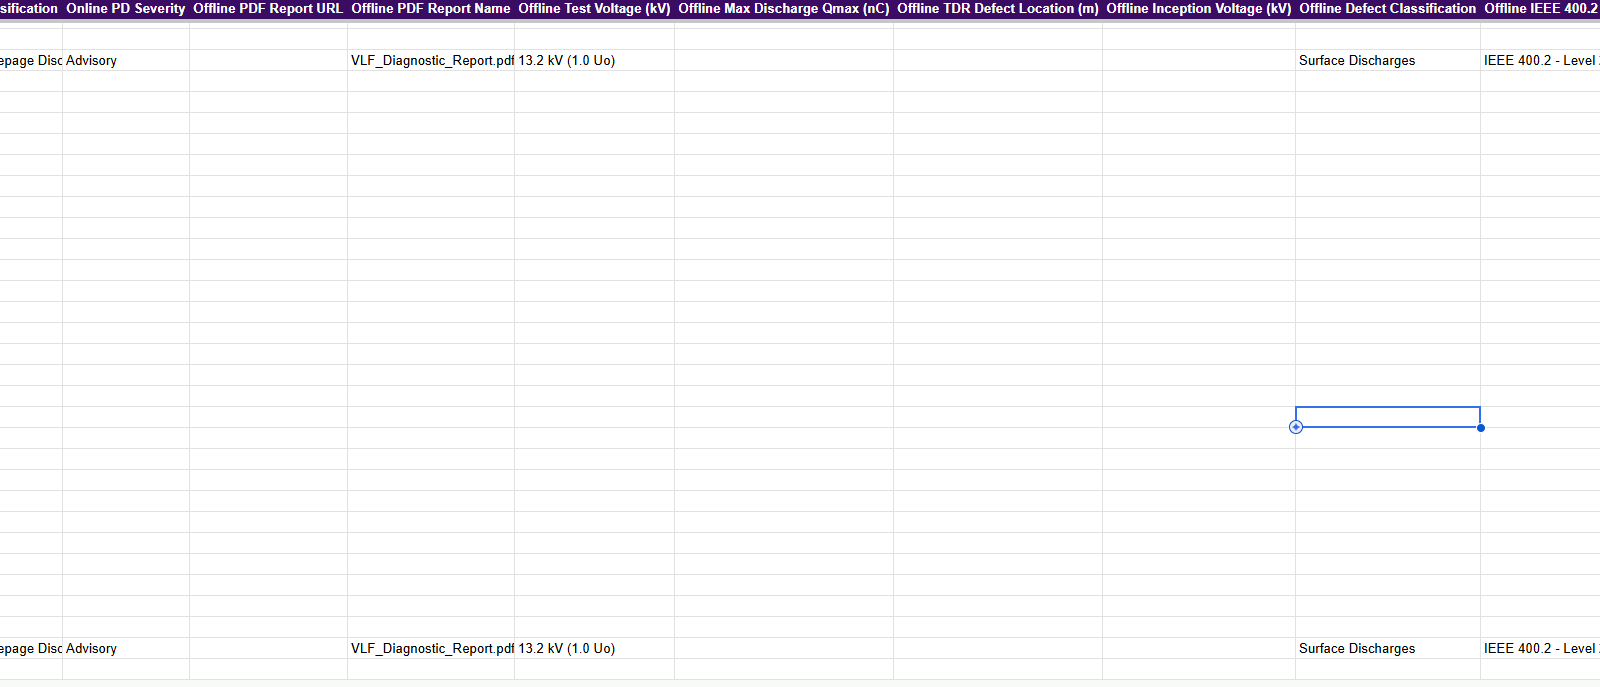 sification Online PD Severity Offline PDF Report URL Offline PDF Report Name Offline Test Voltage (kV) Offline Max Discharge Qmax (nC) Offline TDR Defect Location (m) Offline Inception Voltage (kV) Offline Defect Classification Offline IEEE 400.2
epage Disc Advisory VLF_Diagnostic_Report.pdf 13.2 kV (1.0 Uo) Surface Discharges IEEE 400.2 - Level
epage Disc Advisory VLF_Diagnostic_Report.pdf 13.2 kV (1.0 Uo) Surface Discharges IEEE 400.2 - Level